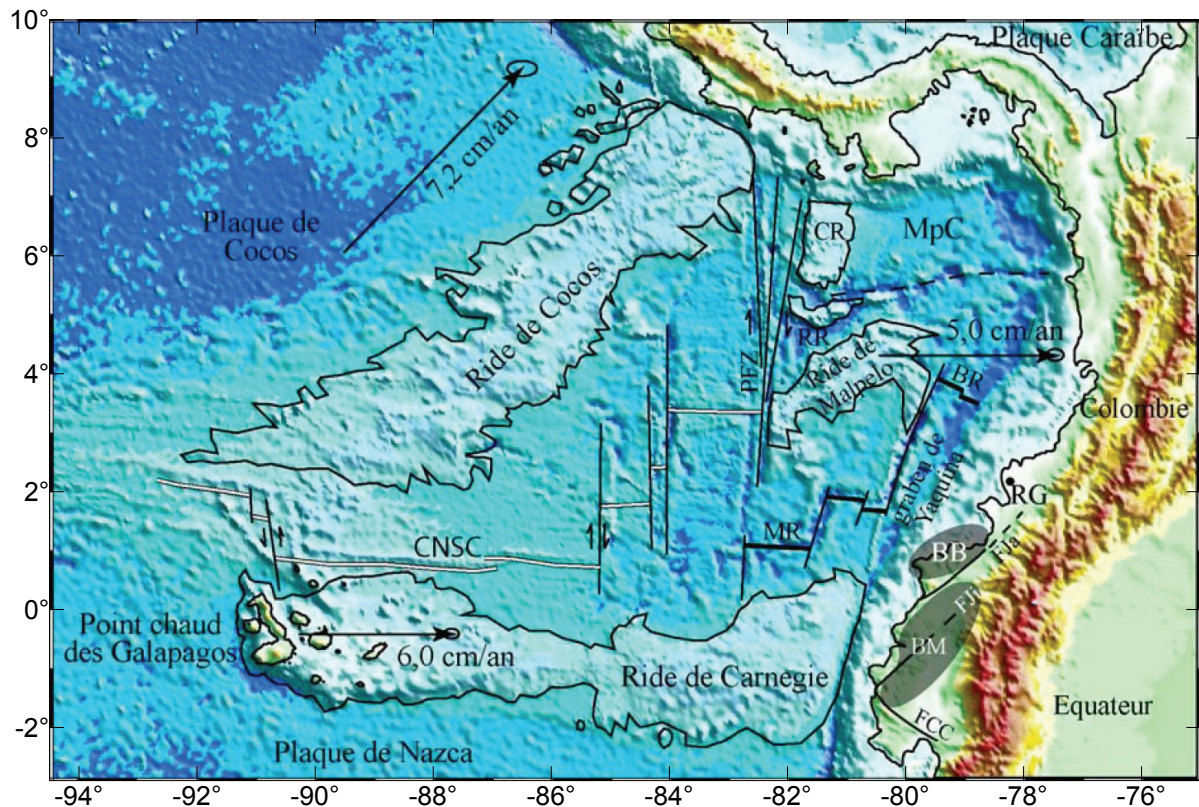 10°
8°
6°
4°
2°
0°
-2°
-94°
-92°
-90°
-88°
-86°
-84°
-82°
-80°
-78°
-76°
Plaque Caraïbe
7,2 cm/an
Plaque de
Cocos
Ride de Cocos
CR
MpC
PFZ
RR
5,0 cm/an
Ride de
Malpelo
BR
Colombie
graben de
Yaquina
RG
MR
CNSC
BB
FJa
FJi
BM
Point chaud
des Galapagos
6,0 cm/an
Ride de Carnegie
FCC
Equateur
Plaque de Nazca